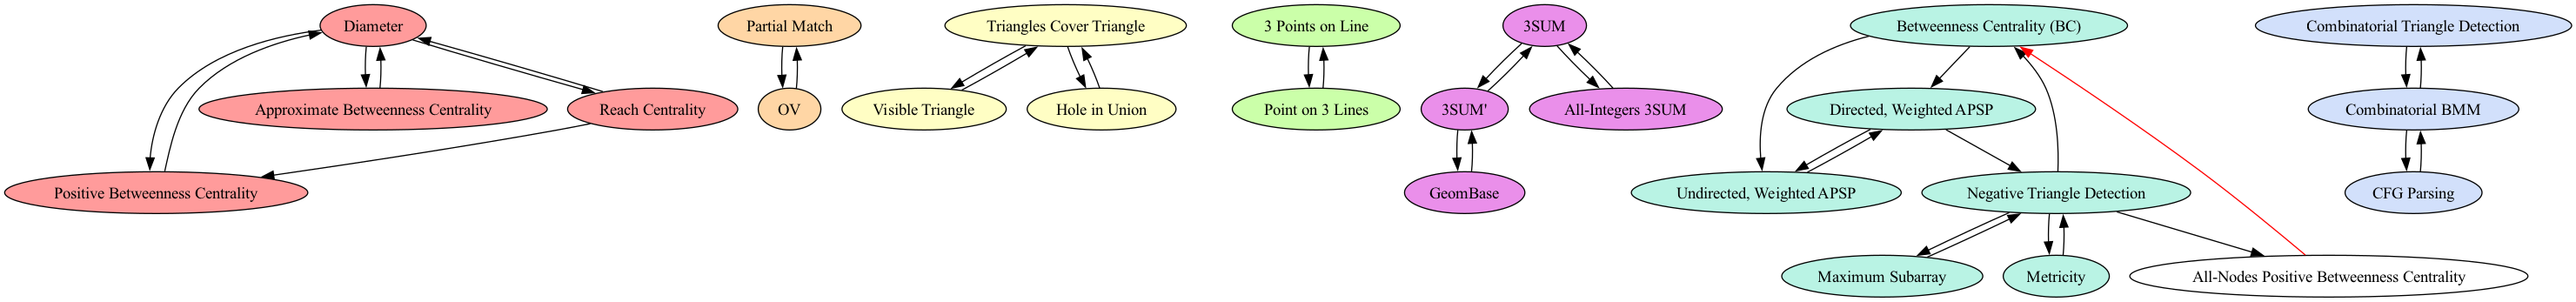 Diameter
Partial Match
Triangles Cover Triangle
3 Points on Line
3SUM
Betweenness Centrality (BC)
Combinatorial Triangle Detection
Approximate Betweenness Centrality
Reach Centrality
OV
Visible Triangle
Hole in Union
Point on 3 Lines
3SUM'
All-Integers 3SUM
Directed, Weighted APSP
Combinatorial BMM
Positive Betweenness Centrality
GeomBase
Undirected, Weighted APSP
Negative Triangle Detection
CFG Parsing
Maximum Subarray
Metricity
All-Nodes Positive Betweenness Centrality